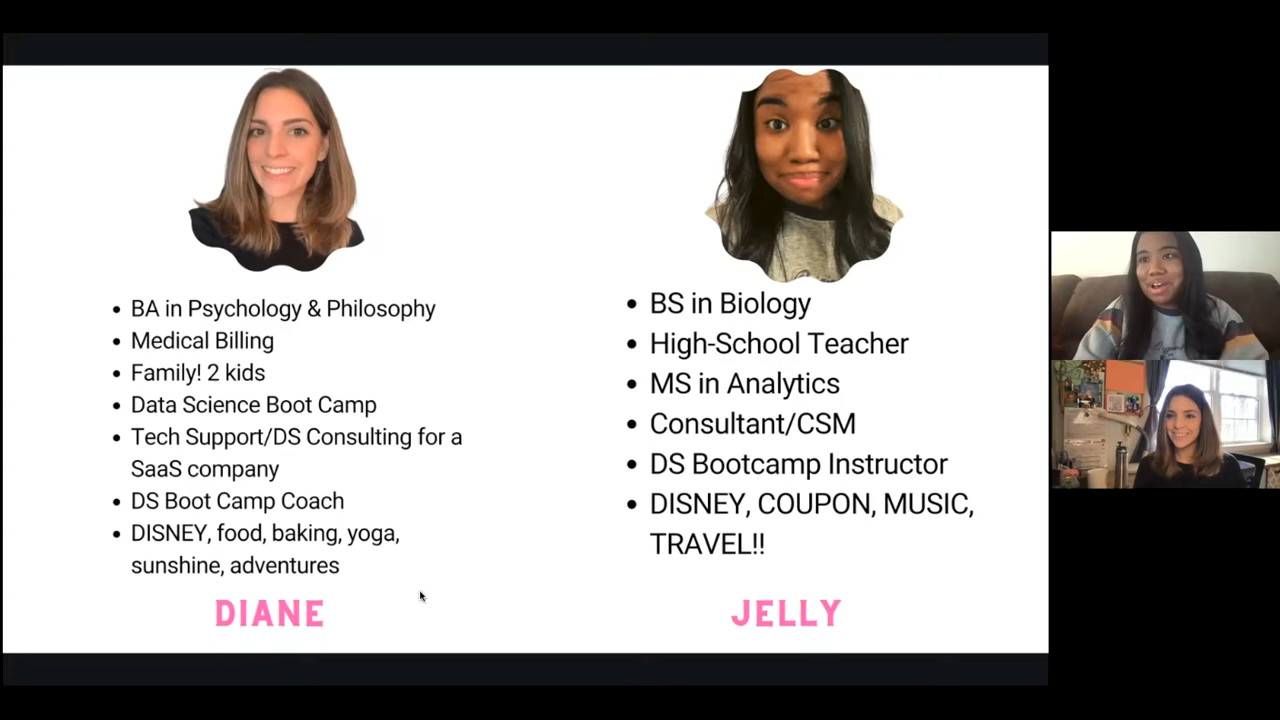 BA in Psychology & Philosophy
Medical Billing
Family! 2 kids
Data Science Boot Camp
Tech Support/DS Consulting for a
SaaS company
DS Boot Camp Coach
DISNEY, food, baking, yoga,
sunshine, adventures
DIANE
BS in Biology
High-School Teacher
MS in Analytics
Consultant/CSM
DS Bootcamp Instructor
DISNEY, COUPON, MUSIC,
TRAVEL!!
JELLY